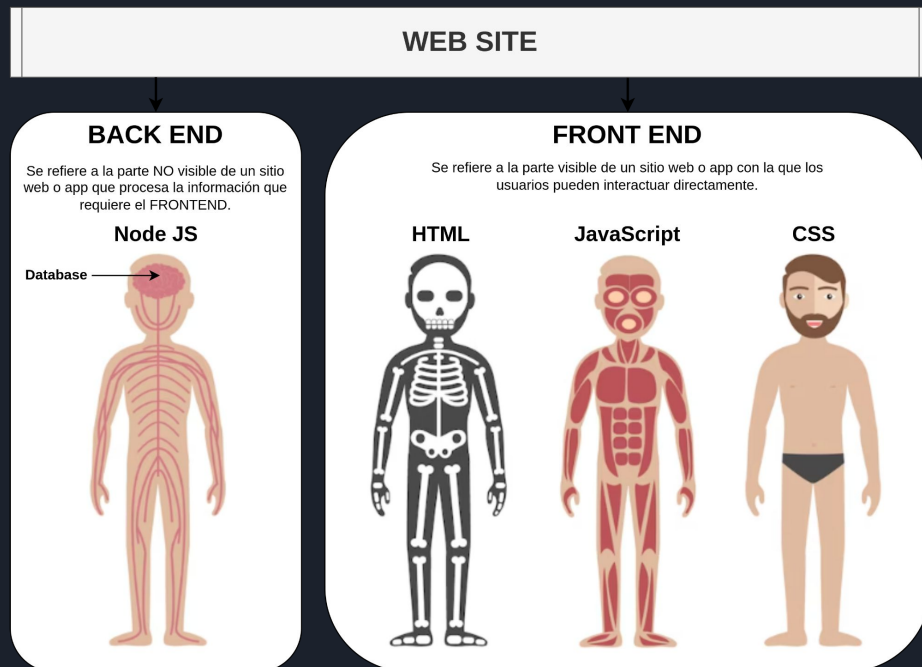 WEB SITE
BACK END
Se refiere a la parte NO visible de un sitio
web o app que procesa la información que
requiere el FRONTEND.
Node JS
Database
FRONT END
Se refiere a la parte visible de un sitio web o app con la que los
usuarios pueden interactuar directamente.
HTML
JavaScript
CSS